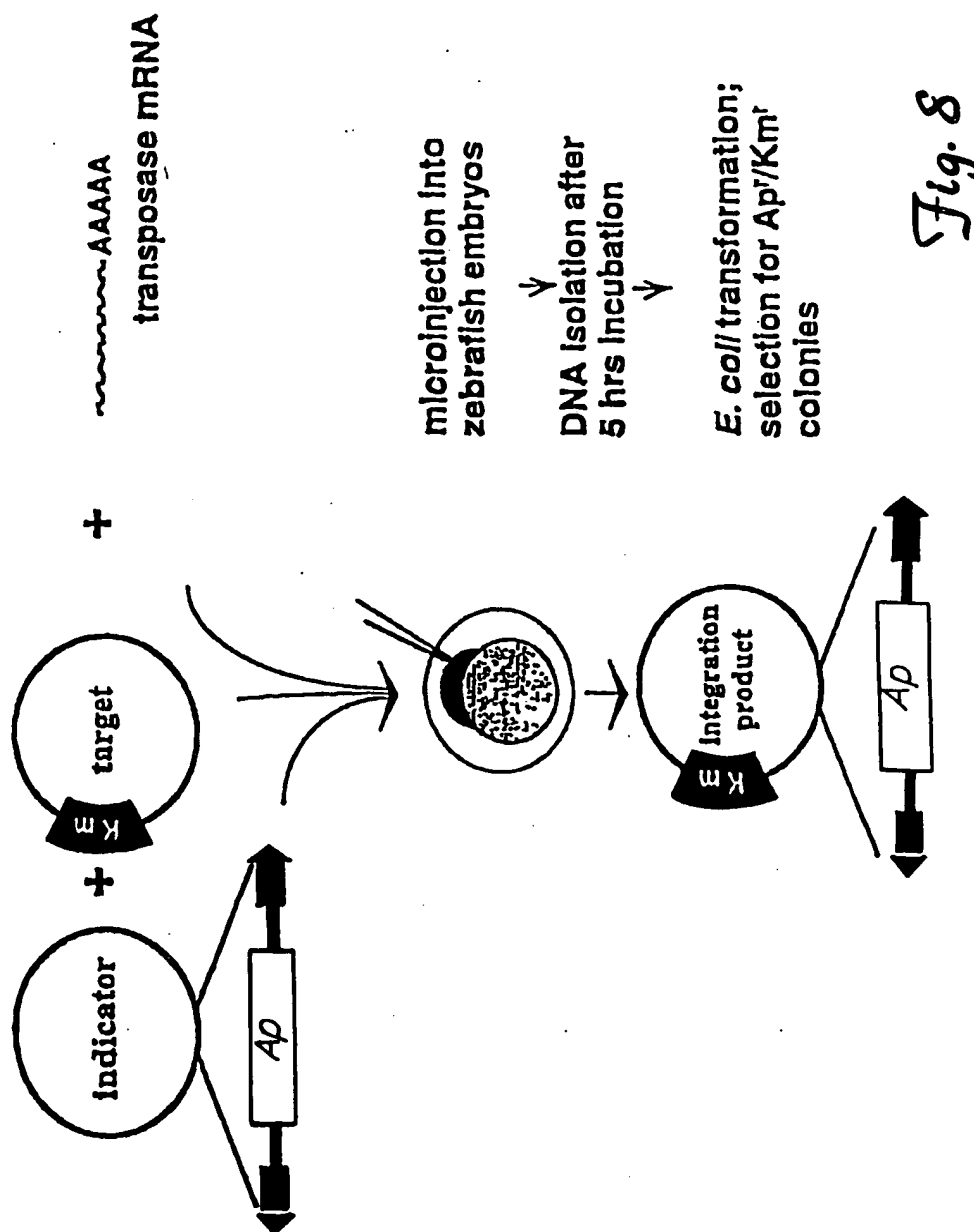 indicator
+
Km
target
+
AAAAA
transposase mRNA
Ap
microinjection into
zebrafish embryos
DNA isolation after
5 hrs incubation
E. coli transformation;
selection for Apʳ/Kmʳ
colonies
Km
integration
product
Ap
Fig. 8